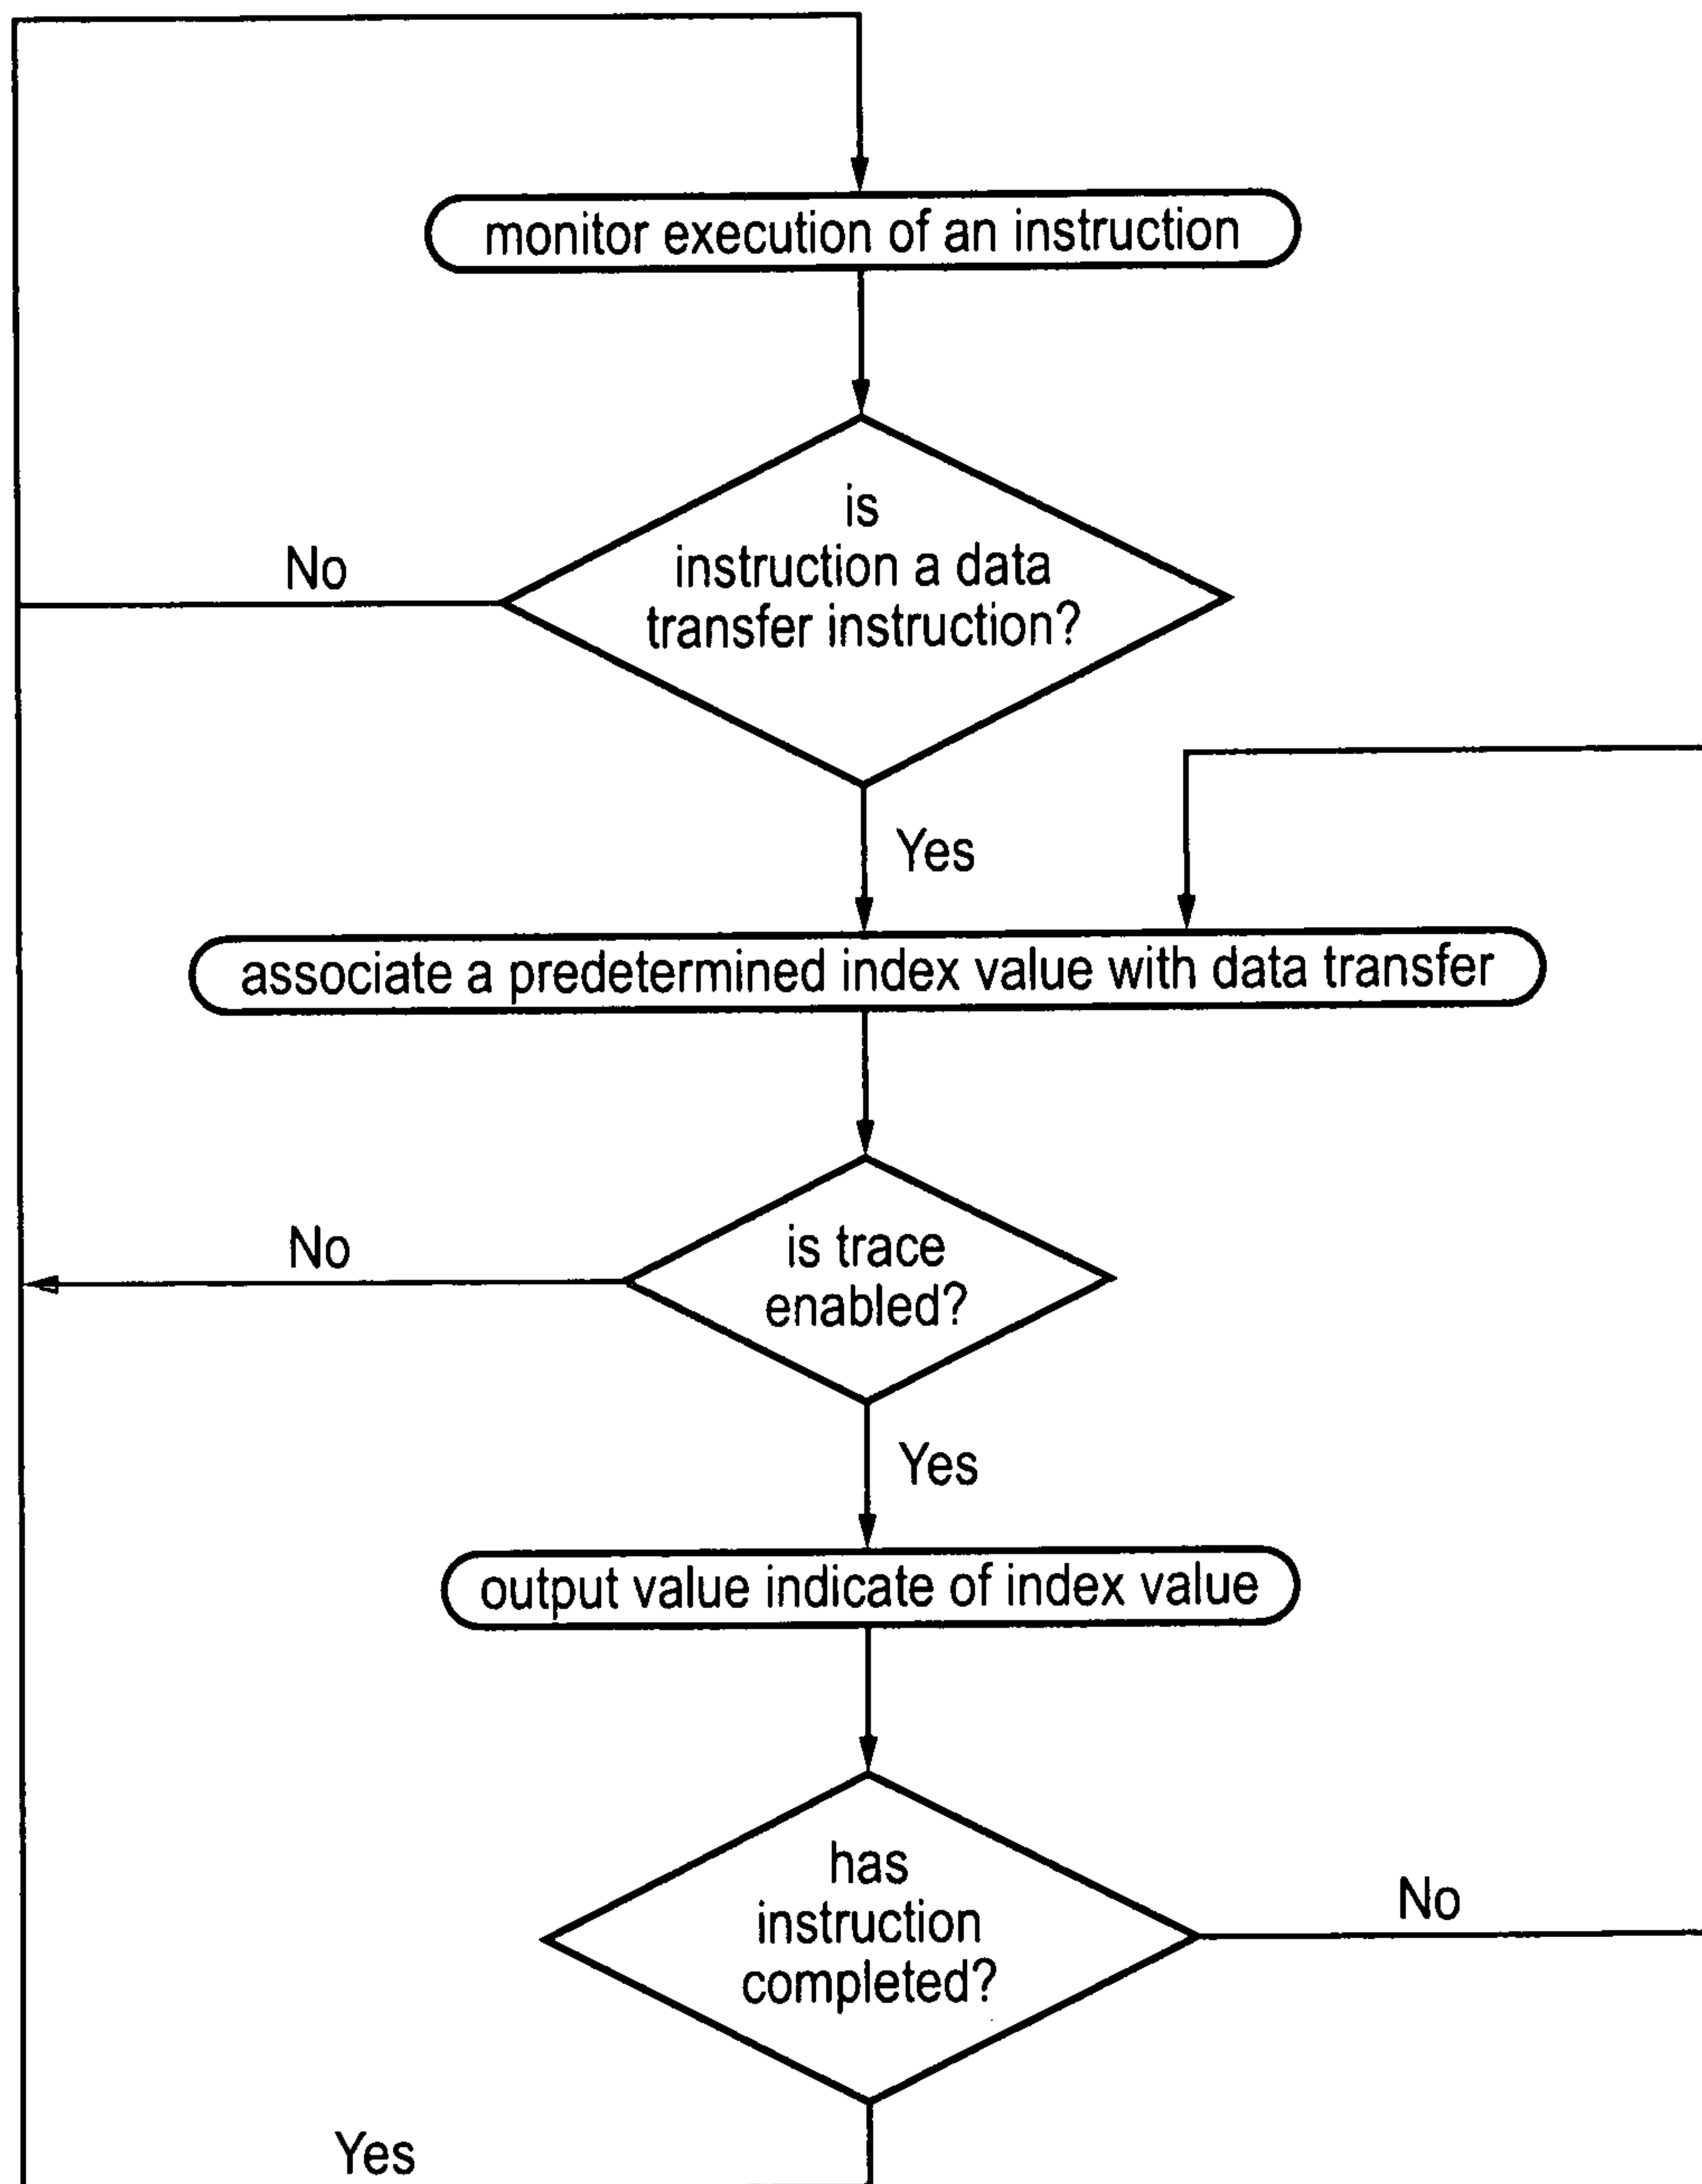 monitor execution of an instruction
is
instruction a data
transfer instruction?
No
Yes
associate a predetermined index value with data transfer
is trace
enabled?
No
Yes
output value indicate of index value
has
instruction
completed?
No
Yes